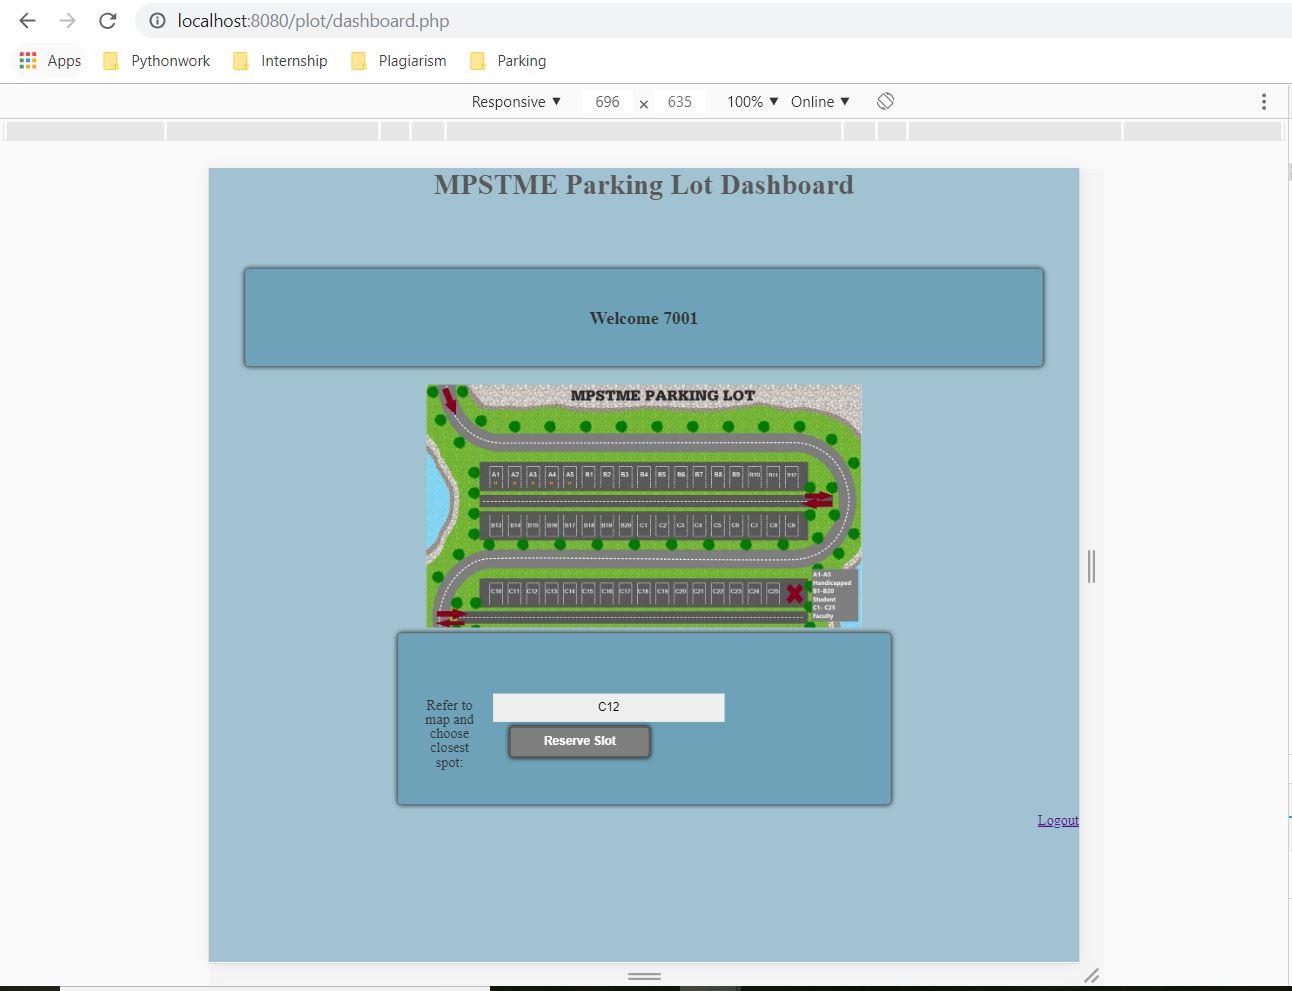 localhost:8080/plot/dashboard.php
Apps Pythonwork Internship Plagiarism Parking
Responsive ▼ 696 x 635 100% ▼ Online ▼
MPSTME Parking Lot Dashboard
Welcome 7001
MPSTME PARKING LOT
A1 A2 A3 A4 A5 B1 B2 B3 B4 B5 B6 B7 B8 B9 B10 B11 B12
B13 B14 B15 B16 B17 B18 B19 B20 C1 C2 C3 C4 C5 C6 C7 C8 C9
C10 C11 C12 C13 C14 C15 C16 C17 C18 C19 C20 C21 C22 C23 C24 C25
A1-A5
Handicapped
B1-B20
Student
C1- C25
Faculty
Refer to
map and
choose
closest
spot:
C12
Reserve Slot
Logout